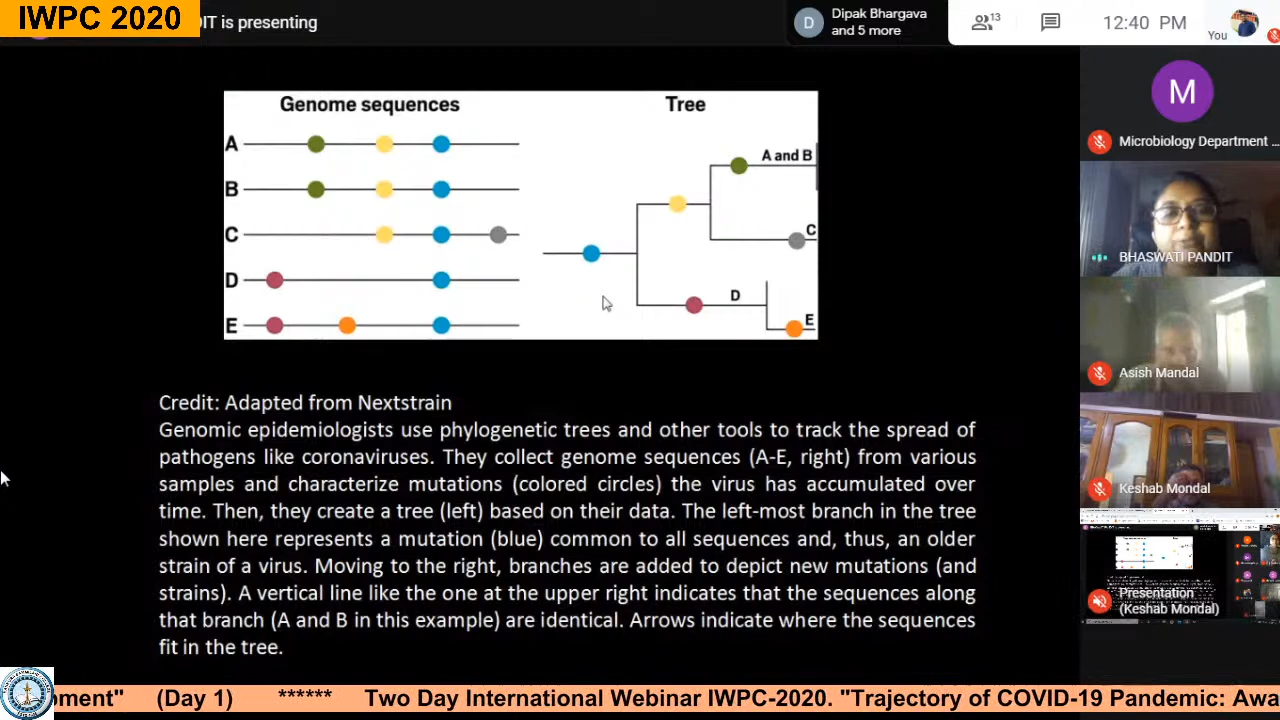 IWPC 2020
DIT is presenting
D
Dipak Bhargava
and 5 more
13
12:40 PM
You
Genome sequences
Tree
A
B
C
D
E
A and B
C
D
E
M
Microbiology Department ...
BHASWATI PANDIT
Asish Mandal
Keshab Mondal
Presentation
(Keshab Mondal)
Credit: Adapted from Nextstrain
Genomic epidemiologists use phylogenetic trees and other tools to track the spread of
pathogens like coronaviruses. They collect genome sequences (A-E, right) from various
samples and characterize mutations (colored circles) the virus has accumulated over
time. Then, they create a tree (left) based on their data. The left-most branch in the tree
shown here represents a mutation (blue) common to all sequences and, thus, an older
strain of a virus. Moving to the right, branches are added to depict new mutations (and
strains). A vertical line like the one at the upper right indicates that the sequences along
that branch (A and B in this example) are identical. Arrows indicate where the sequences
fit in the tree.
oment" (Day 1) ****** Two Day International Webinar IWPC-2020. "Trajectory of COVID-19 Pandemic: Awa